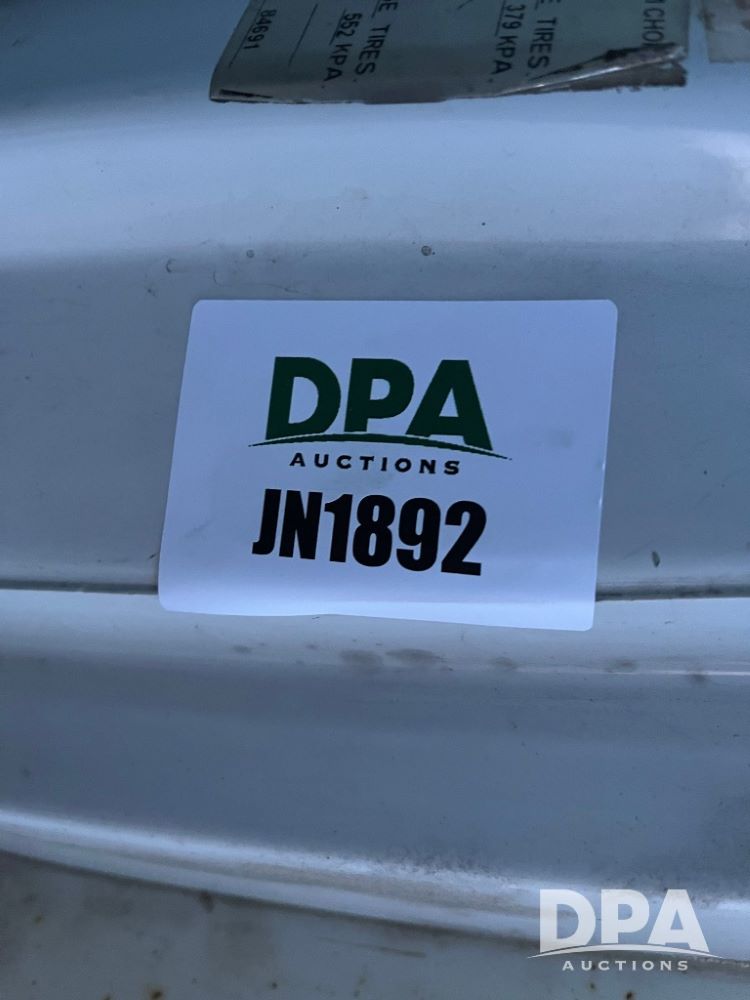 84691
552 KPA.
E TIRES.
379 KPA.
E TIRES.
DPA
AUCTIONS
JN1892
DPA
AUCTIONS